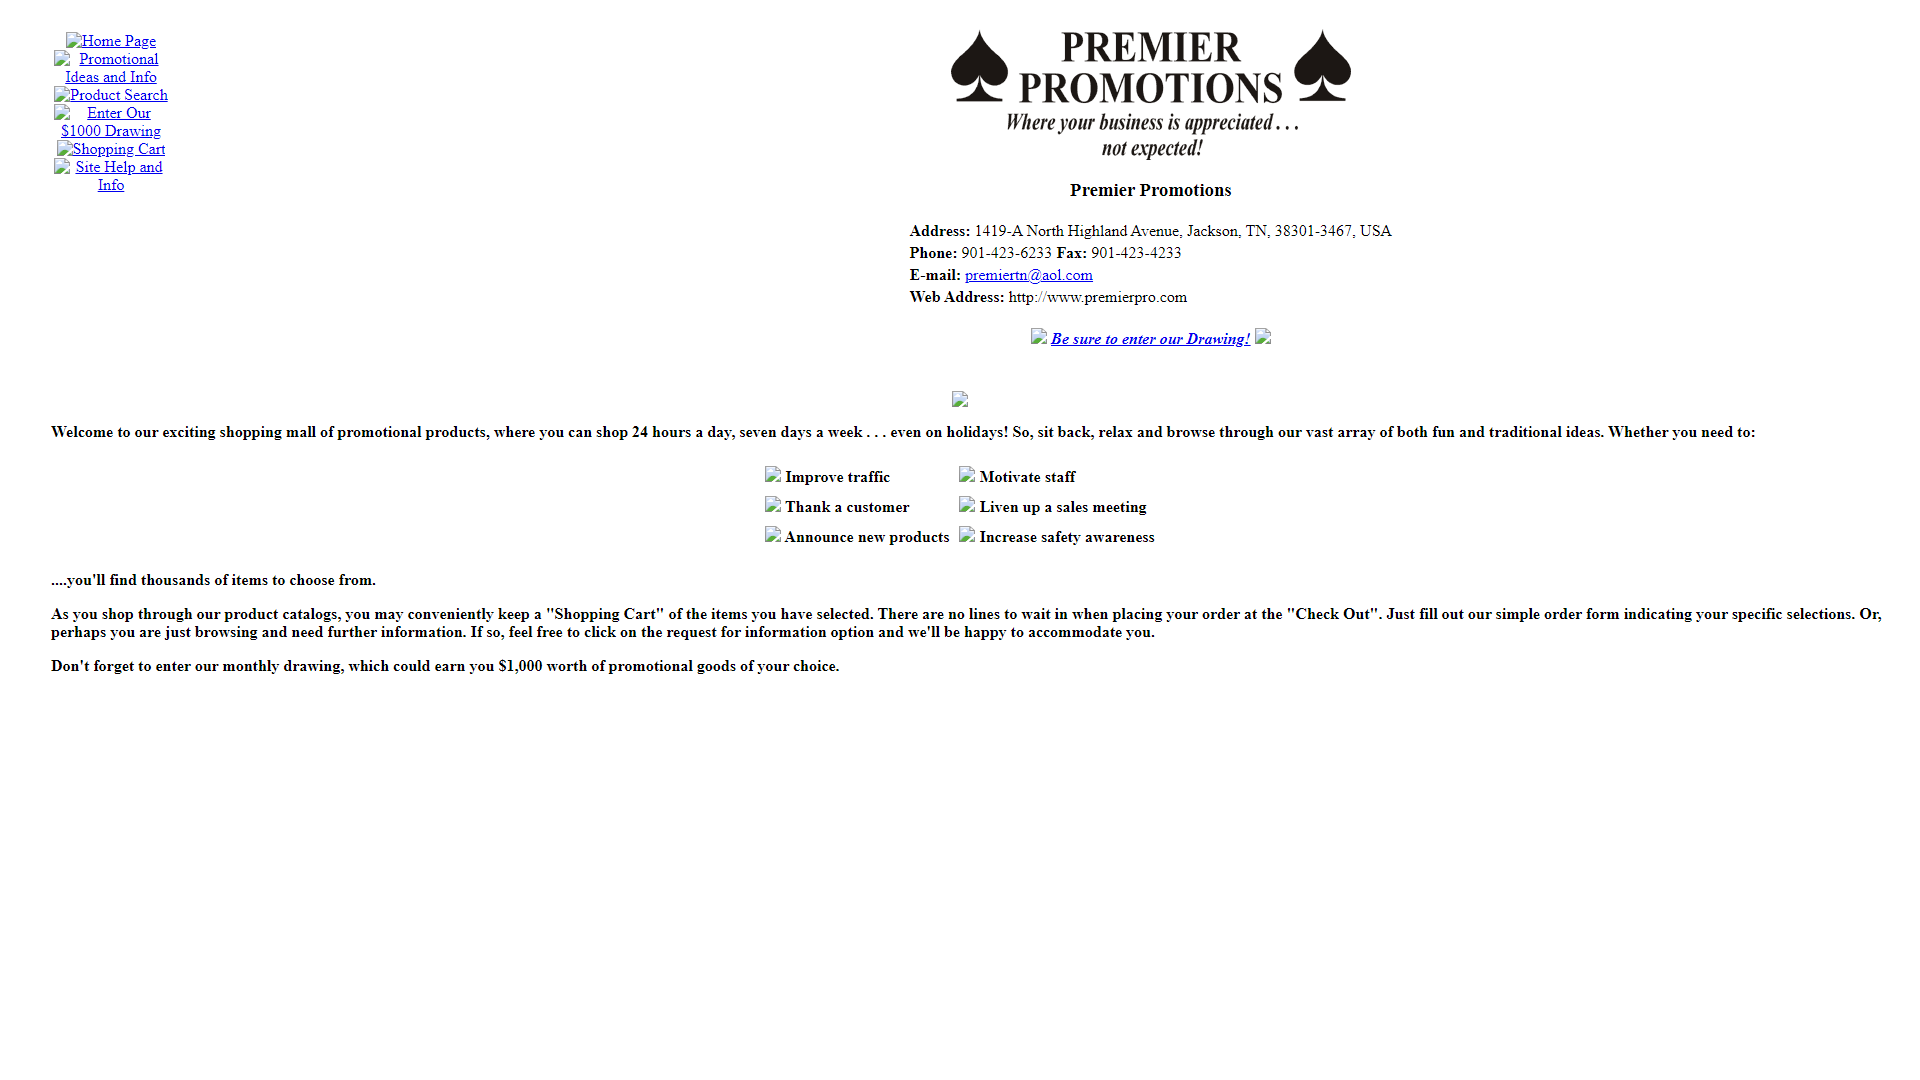 Home Page
Promotional
Ideas and Info
Product Search
Enter Our
$1000 Drawing
Shopping Cart
Site Help and
Info
PREMIER
PROMOTIONS
Where your business is appreciated . . .
not expected!
Premier Promotions
Address: 1419-A North Highland Avenue, Jackson, TN, 38301-3467, USA
Phone: 901-423-6233 Fax: 901-423-4233
E-mail: premiertn@aol.com
Web Address: http://www.premierpro.com
Be sure to enter our Drawing!
Welcome to our exciting shopping mall of promotional products, where you can shop 24 hours a day, seven days a week . . . even on holidays! So, sit back, relax and browse through our vast array of both fun and traditional ideas. Whether you need to:
Improve traffic Motivate staff
Thank a customer Liven up a sales meeting
Announce new products Increase safety awareness
....you'll find thousands of items to choose from.
As you shop through our product catalogs, you may conveniently keep a "Shopping Cart" of the items you have selected. There are no lines to wait in when placing your order at the "Check Out". Just fill out our simple order form indicating your specific selections. Or,
perhaps you are just browsing and need further information. If so, feel free to click on the request for information option and we'll be happy to accommodate you.
Don't forget to enter our monthly drawing, which could earn you $1,000 worth of promotional goods of your choice.